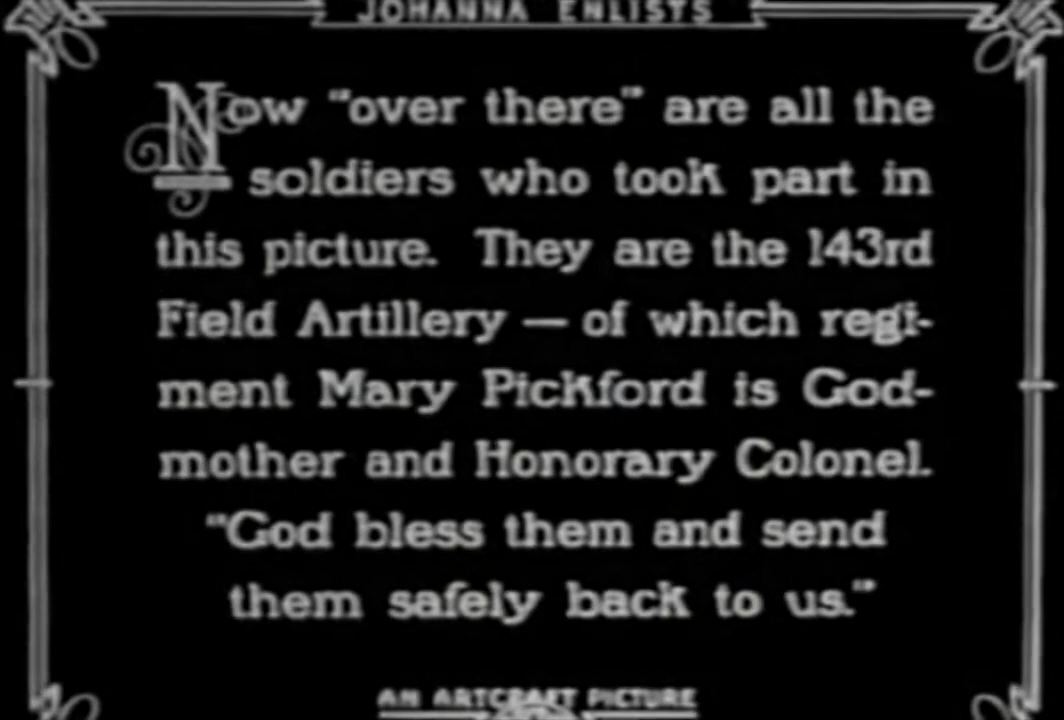 JOHANNA ENLISTS
Now "over there" are all the
soldiers who took part in
this picture. They are the 143rd
Field Artillery — of which regi-
ment Mary Pickford is God-
mother and Honorary Colonel.
"God bless them and send
them safely back to us."
AN ARTCRAFT PICTURE